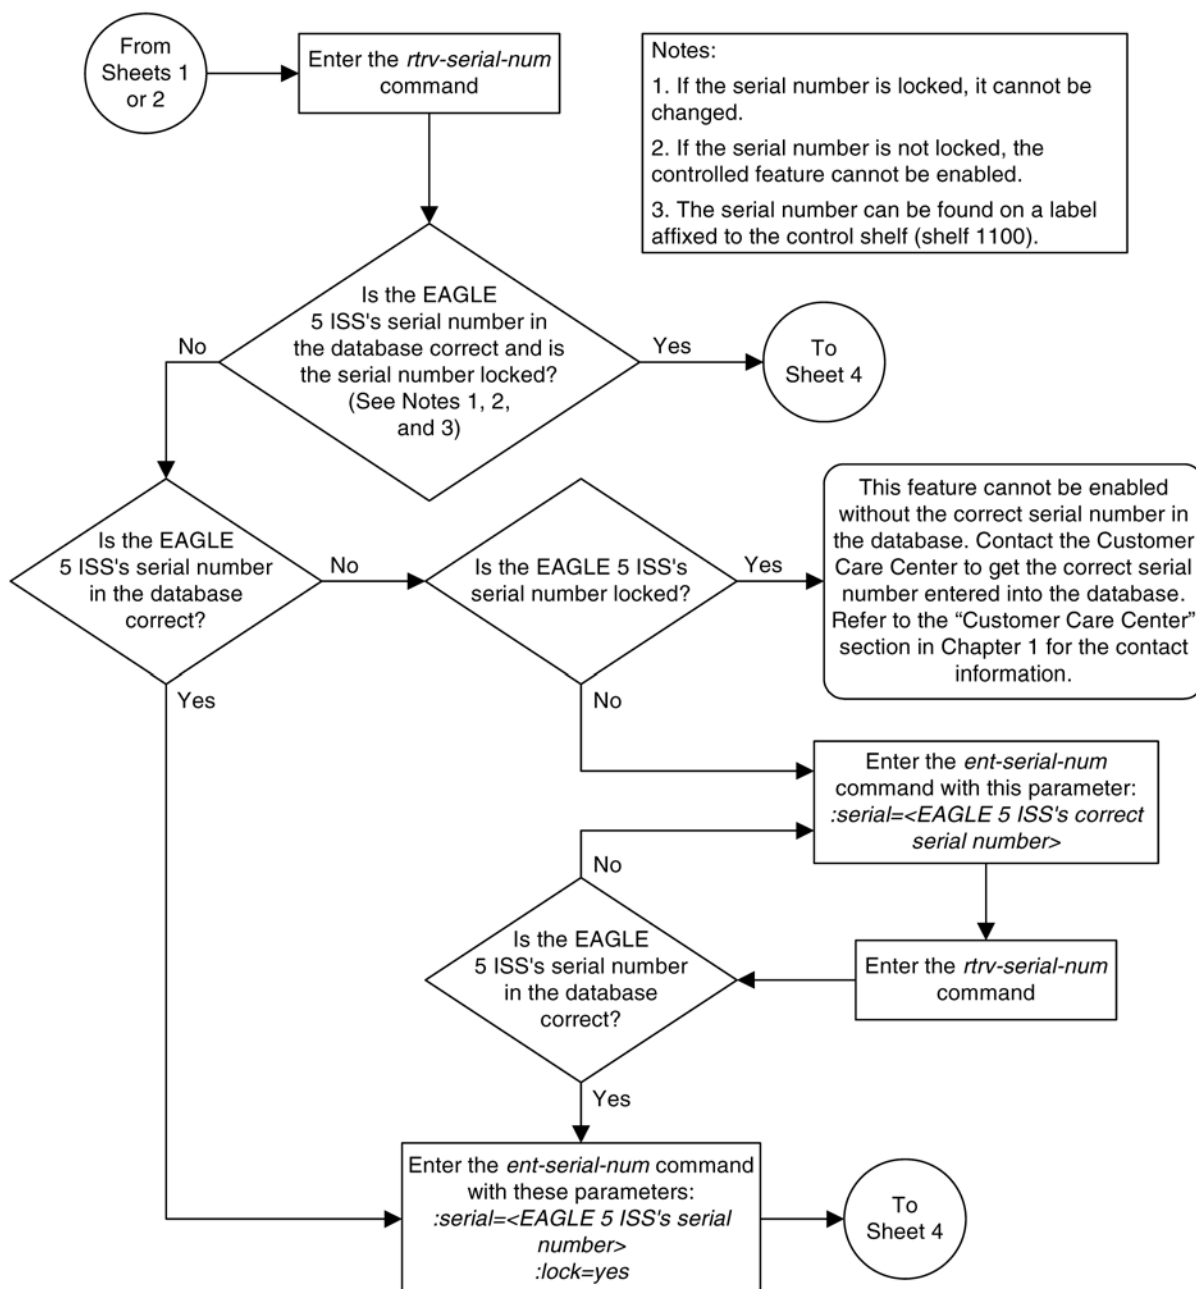 From
Sheets 1
or 2
Enter the rtrv-serial-num
command
Notes:
1. If the serial number is locked, it cannot be
changed.
2. If the serial number is not locked, the
controlled feature cannot be enabled.
3. The serial number can be found on a label
affixed to the control shelf (shelf 1100).
Is the EAGLE
5 ISS's serial number in
the database correct and is
the serial number locked?
(See Notes 1, 2,
and 3)
No
Yes
To
Sheet 4
Is the EAGLE
5 ISS's serial number
in the database
correct?
No
Yes
Is the EAGLE 5 ISS's
serial number locked?
Yes
No
This feature cannot be enabled
without the correct serial number in
the database. Contact the Customer
Care Center to get the correct serial
number entered into the database.
Refer to the “Customer Care Center”
section in Chapter 1 for the contact
information.
Enter the ent-serial-num
command with this parameter:
:serial=<EAGLE 5 ISS's correct
serial number>
Enter the rtrv-serial-num
command
No
Is the EAGLE
5 ISS's serial number
in the database
correct?
Yes
Enter the ent-serial-num command
with these parameters:
:serial=<EAGLE 5 ISS's serial
number>
:lock=yes
To
Sheet 4